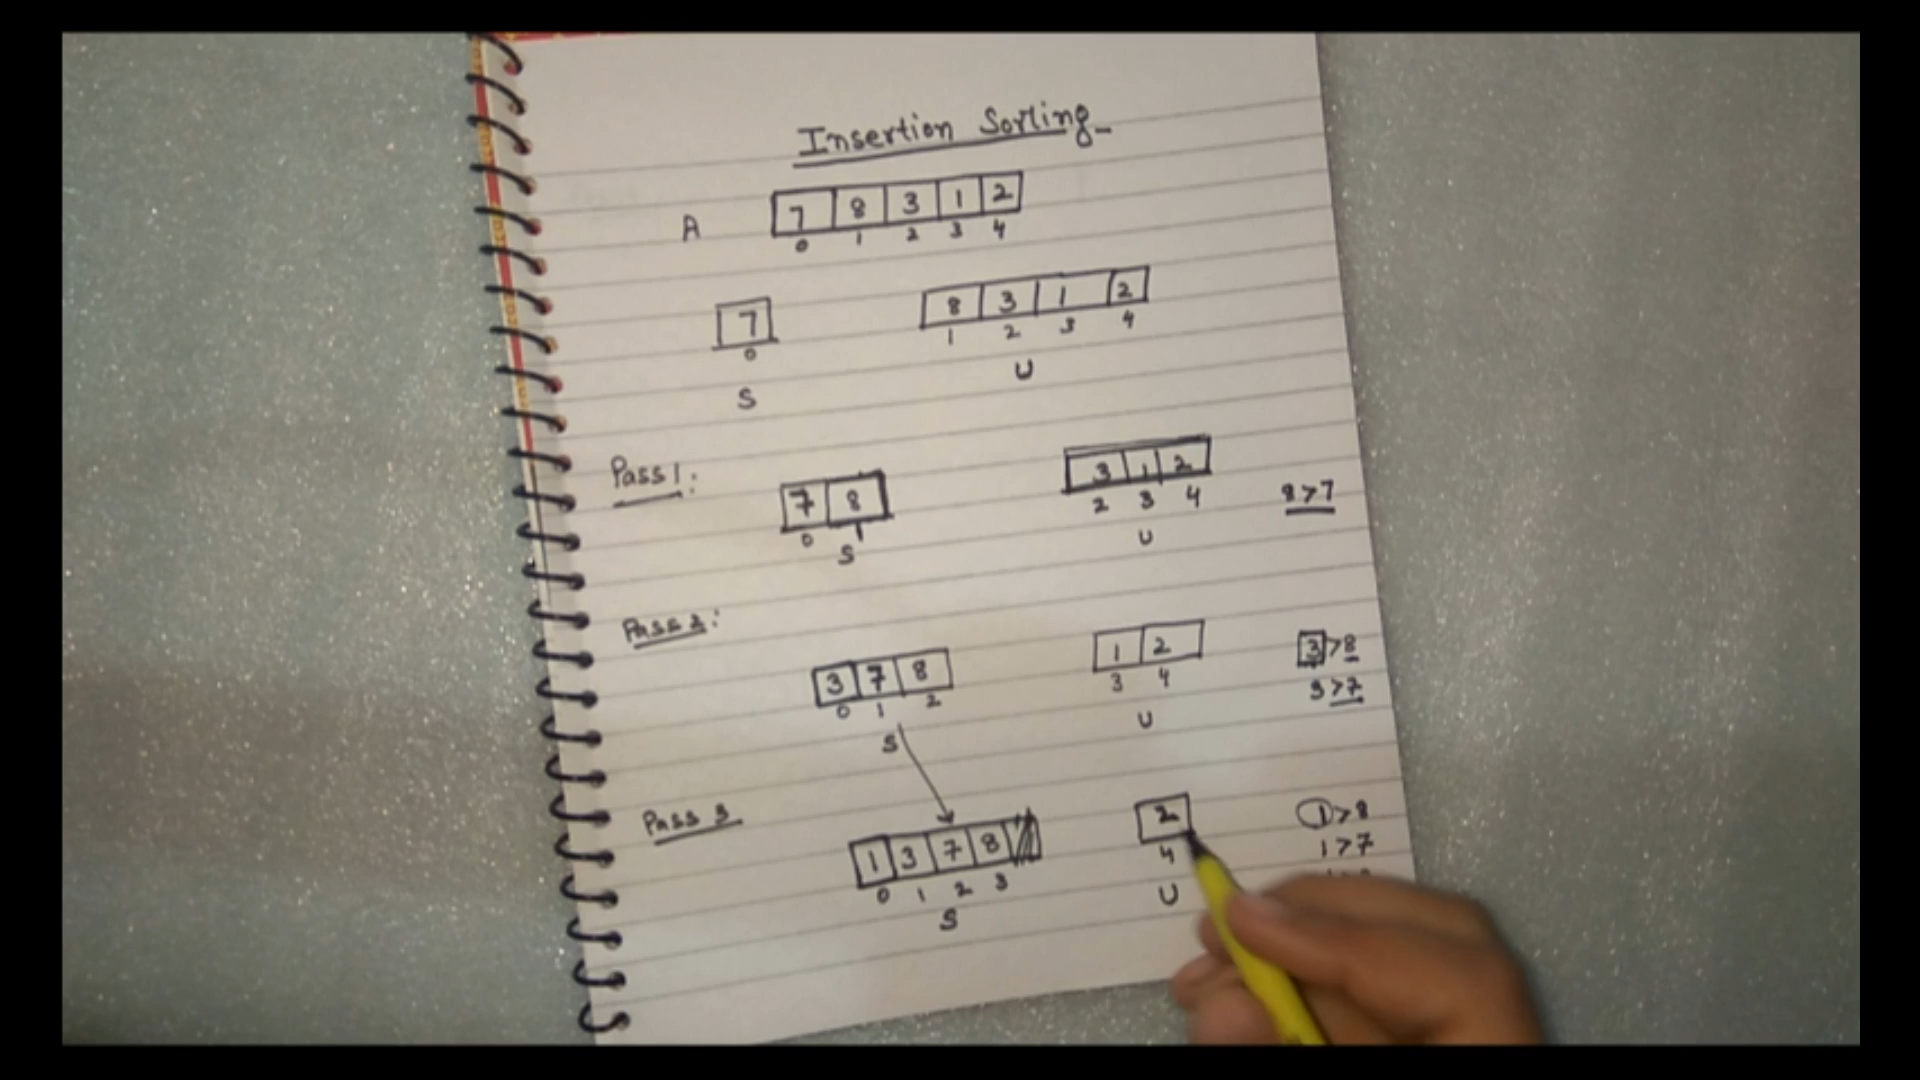 Insertion Sorting
A 7 8 3 1 2
0 1 2 3 4
7 8 3 1 2
0 1 2 3 4
S U
Pass 1: 7 8 3 1 2 8>7
0 1 2 3 4
S U
Pass 2: 3 7 8 1 2 3>8
0 1 2 3 4 3>7
S U
Pass 3 1 3 7 8 2 1>8
0 1 2 3 4 1>7
S U